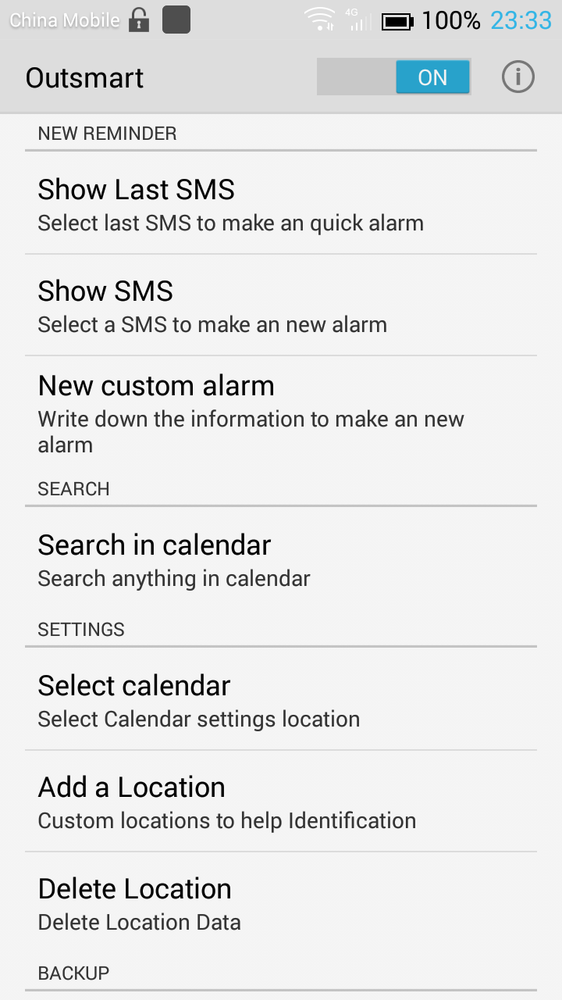 China Mobile 4G 100% 23:33
Outsmart ON
NEW REMINDER
Show Last SMS
Select last SMS to make an quick alarm
Show SMS
Select a SMS to make an new alarm
New custom alarm
Write down the information to make an new
alarm
SEARCH
Search in calendar
Search anything in calendar
SETTINGS
Select calendar
Select Calendar settings location
Add a Location
Custom locations to help Identification
Delete Location
Delete Location Data
BACKUP